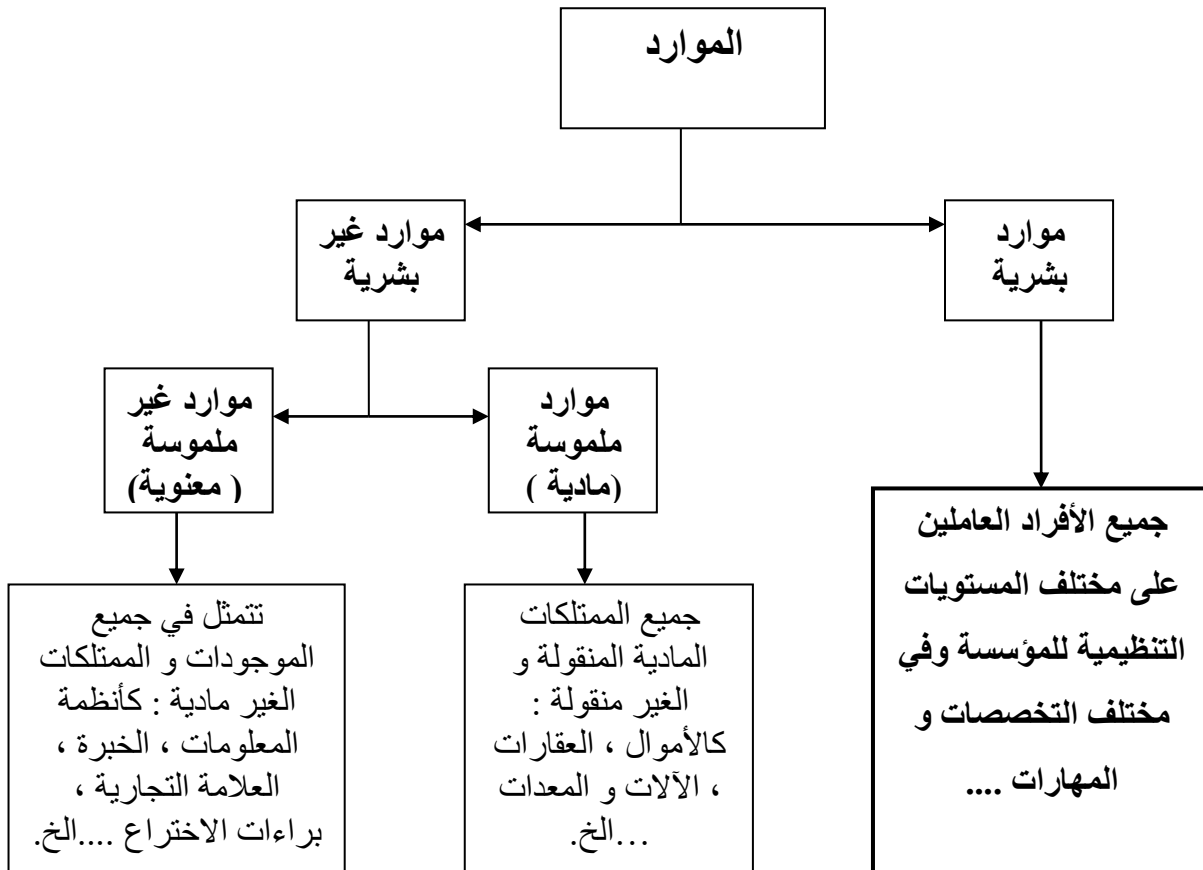 الموارد
موارد
بشرية
موارد غير
بشرية
موارد
ملموسة
(مادية )
موارد غير
ملموسة
( معنوية)
جميع الأفراد العاملين
على مختلف المستويات
التنظيمية للمؤسسة وفي
مختلف التخصصات و
المهارات ....
جميع الممتلكات
المادية المنقولة و
الغير منقولة :
كالأموال ، العقارات
، الآلات و المعدات
...الخ.
تتمثل في جميع
الموجودات و الممتلكات
الغير مادية : كأنظمة
المعلومات ، الخبرة ،
العلامة التجارية ،
براءات الاختراع ....الخ.